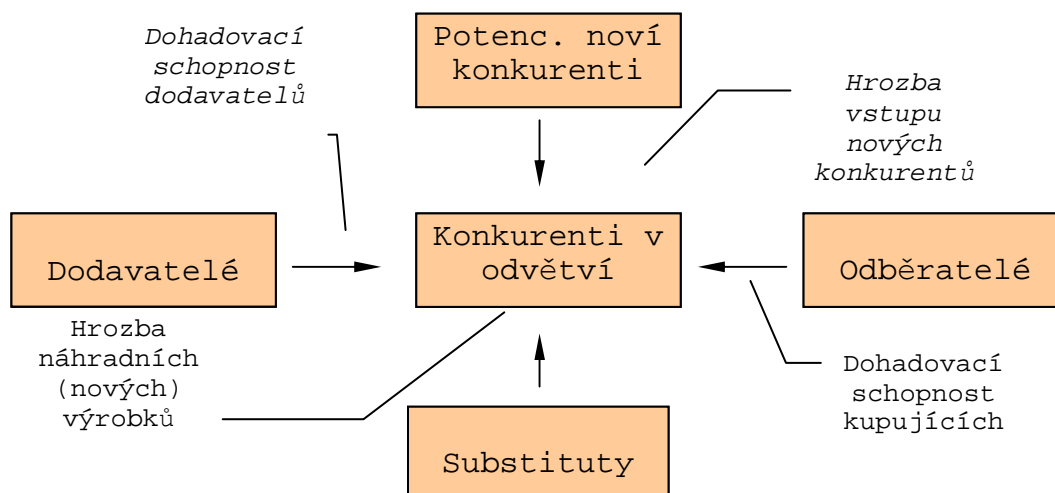 Dohadovací
schopnost
dodavatelů
Potenc. noví
konkurenti
Hrozba
vstupu
nových
konkurentů
Dodavatelé
Konkurenti v
odvětví
Odběratelé
Hrozba
náhradních
(nových)
výrobků
Dohadovací
schopnost
kupujících
Substituty